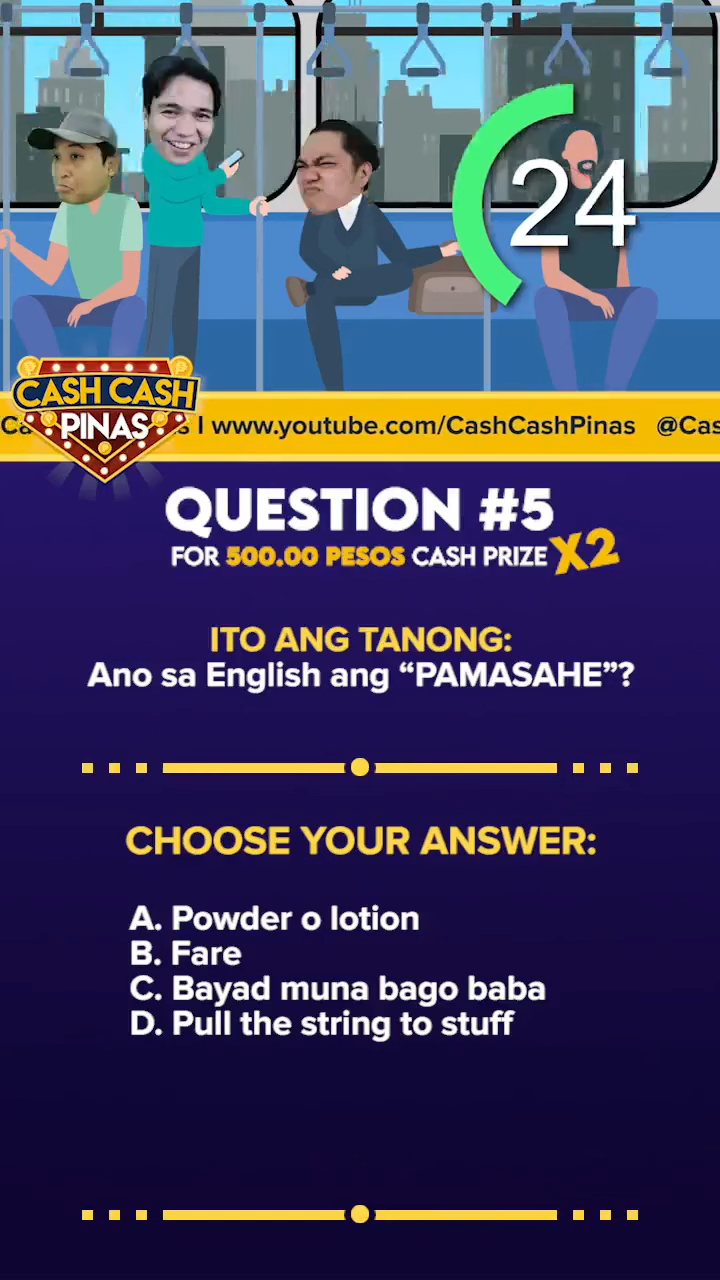 24
CASH CASH
PINAS
Ca s I www.youtube.com/CashCashPinas @Cas
QUESTION #5
FOR 500.00 PESOS CASH PRIZE X2
ITO ANG TANONG:
Ano sa English ang “PAMASAHE”?
CHOOSE YOUR ANSWER:
A. Powder o lotion
B. Fare
C. Bayad muna bago baba
D. Pull the string to stuff